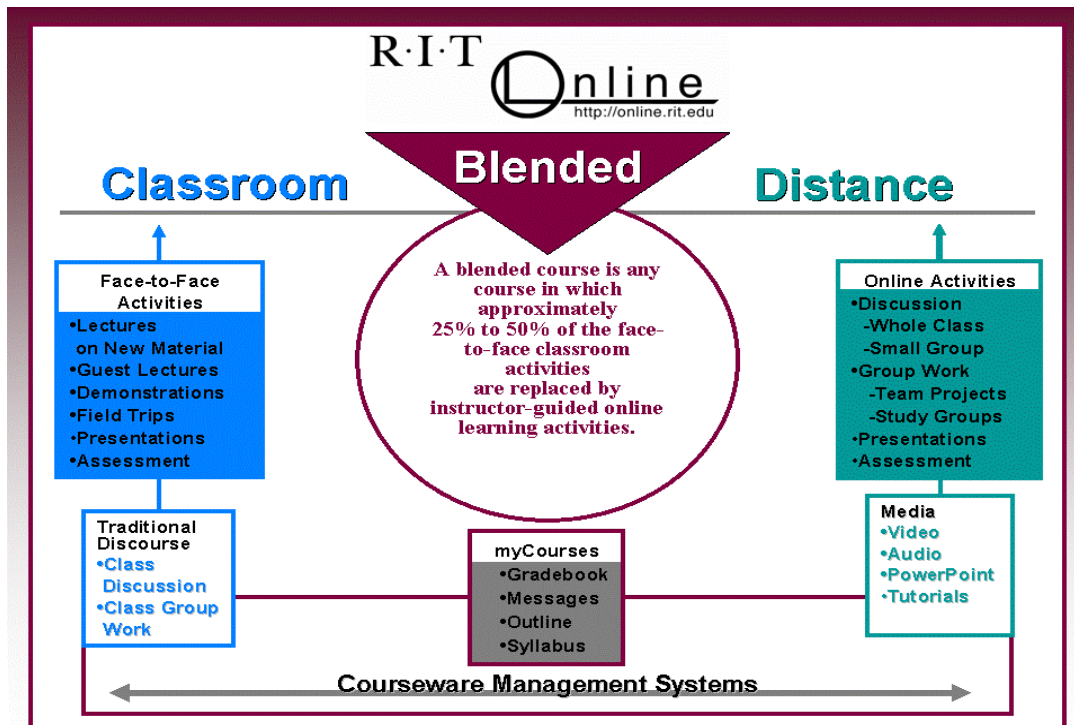 R·I·T
Online
http://online.rit.edu
Classroom
Blended
Distance
Face-to-Face
Activities
•Lectures
on New Material
•Guest Lectures
•Demonstrations
•Field Trips
•Presentations
•Assessment
Traditional
Discourse
•Class
Discussion
•Class Group
Work
A blended course is any
course in which
approximately
25% to 50% of the face-
to-face classroom
activities
are replaced by
instructor-guided online
learning activities.
myCourses
•Gradebook
•Messages
•Outline
•Syllabus
Online Activities
•Discussion
-Whole Class
-Small Group
•Group Work
-Team Projects
-Study Groups
•Presentations
•Assessment
Media
•Video
•Audio
•PowerPoint
•Tutorials
Courseware Management Systems